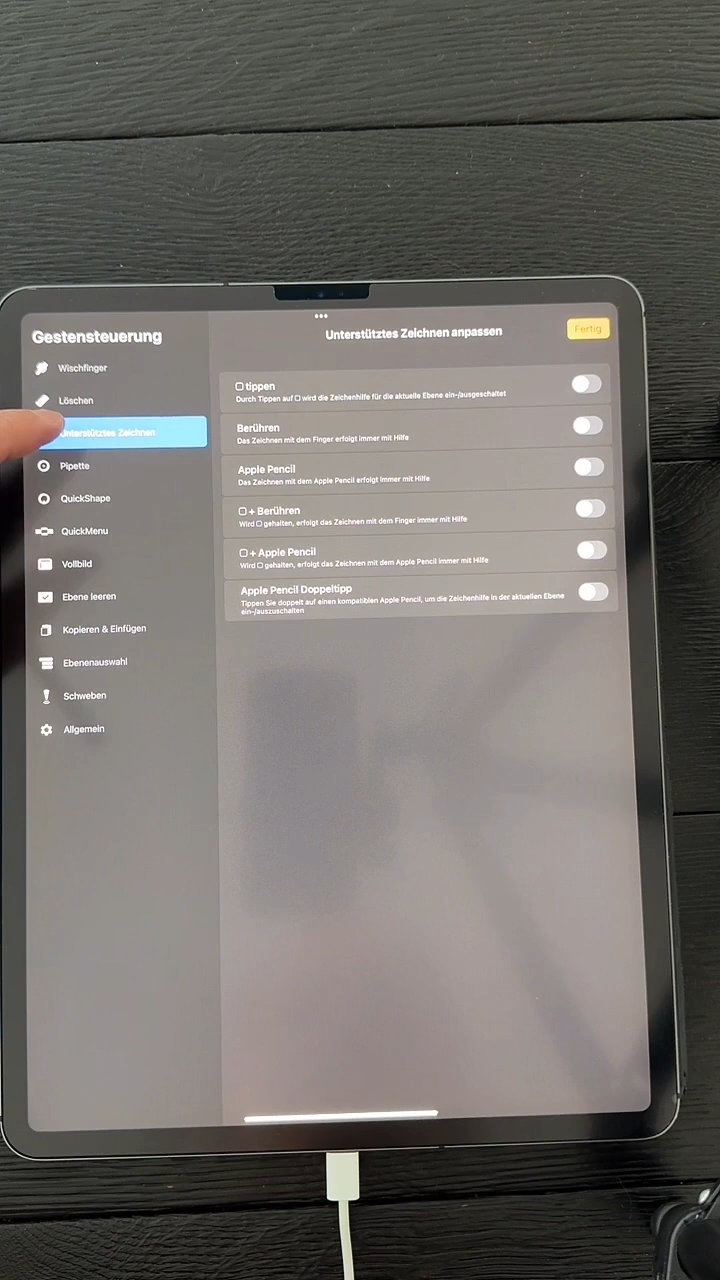 Gestensteuerung
Wischfinger
Löschen
Unterstütztes Zeichnen
Pipette
QuickShape
QuickMenu
Vollbild
Ebene leeren
Kopieren & Einfügen
Ebenenauswahl
Schweben
Allgemein
Unterstütztes Zeichnen anpassen
Fertig
▢ tippen
Durch Tippen auf ▢ wird die Zeichenhilfe für die aktuelle Ebene ein-/ausgeschaltet
Berühren
Das Zeichnen mit dem Finger erfolgt immer mit Hilfe
Apple Pencil
Das Zeichnen mit dem Apple Pencil erfolgt immer mit Hilfe
▢ + Berühren
Wird ▢ gehalten, erfolgt das Zeichnen mit dem Finger immer mit Hilfe
▢ + Apple Pencil
Wird ▢ gehalten, erfolgt das Zeichnen mit dem Apple Pencil immer mit Hilfe
Apple Pencil Doppeltipp
Tippen Sie doppelt auf einen kompatiblen Apple Pencil, um die Zeichenhilfe in der aktuellen Ebene
ein-/auszuschalten